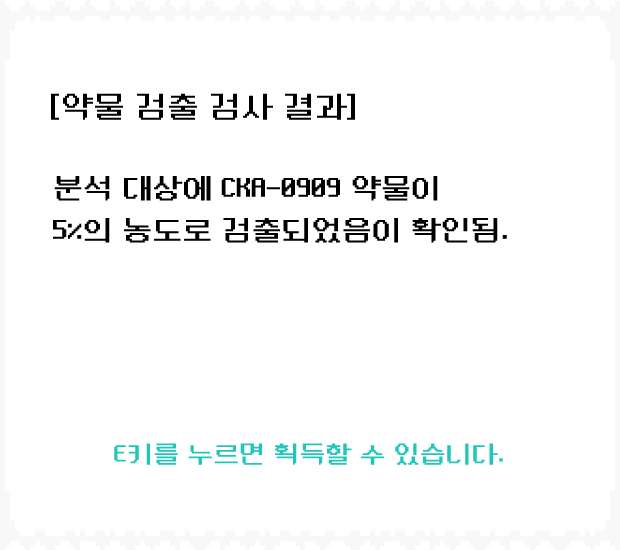 [약물 검출 검사 결과]
분석 대상에 CKA-0909 약물이
5%의 농도로 검출되었음이 확인됨.
E키를 누르면 획득할 수 있습니다.